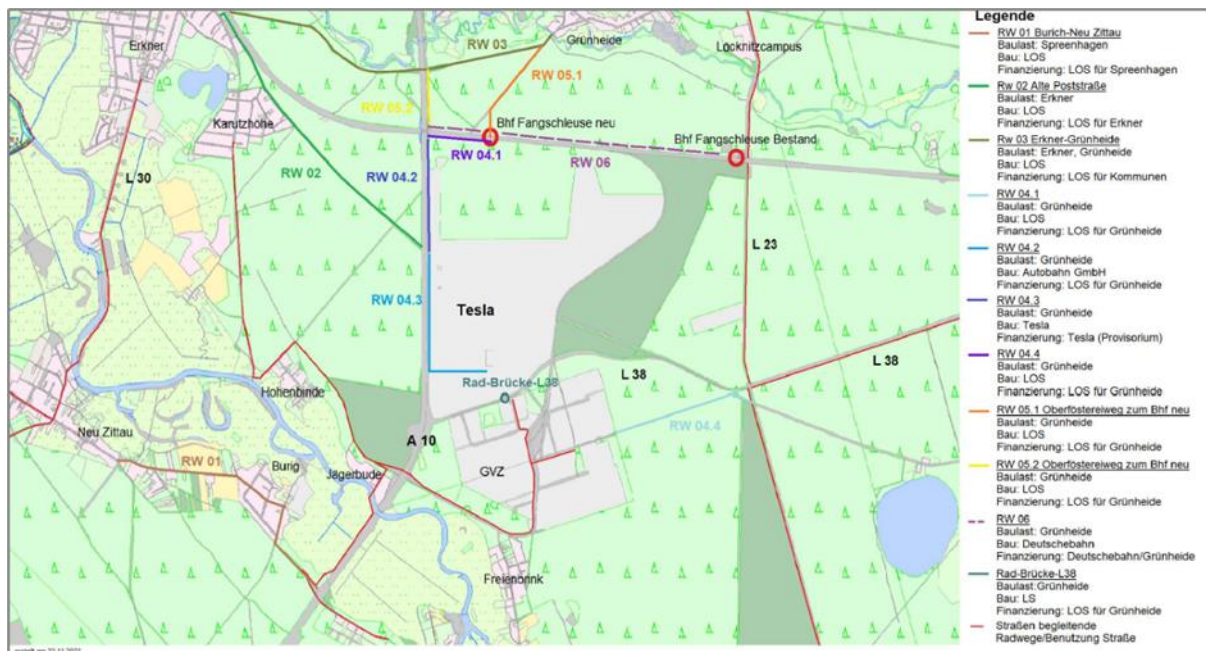 Erkner
RW 03
Grünheide
Löcknitzcampus
RW 05.1
RW 05.2
Karutzhöhe
Bhf Fangschleuse neu
Bhf Fangschleuse Bestand
RW 04.1
RW 06
L 30
RW 02
RW 04.2
L 23
RW 04.3
Tesla
L 38
Rad-Brücke-L38
L 38
Hohenbinde
Neu Zittau
A 10
RW 04.4
RW 01
Burig
Jägerbude
GVZ
Freienbrink
Legende
RW 01 Burich-Neu Zittau
Baulast: Spreenhagen
Bau: LOS
Finanzierung: LOS für Spreenhagen
Rw 02 Alte Poststraße
Baulast: Erkner
Bau: LOS
Finanzierung: LOS für Erkner
Rw 03 Erkner-Grünheide
Baulast: Erkner, Grünheide
Bau: LOS
Finanzierung: LOS für Kommunen
RW 04.1
Baulast: Grünheide
Bau: LOS
Finanzierung: LOS für Grünheide
RW 04.2
Baulast: Grünheide
Bau: Autobahn GmbH
Finanzierung: LOS für Grünheide
RW 04.3
Baulast: Grünheide
Bau: Tesla
Finanzierung: Tesla (Provisorium)
RW 04.4
Baulast: Grünheide
Bau: LOS
Finanzierung: LOS für Grünheide
RW 05.1 Oberföstereiweg zum Bhf neu
Baulast: Grünheide
Bau: LOS
Finanzierung: LOS für Grünheide
RW 05.2 Oberföstereiweg zum Bhf neu
Baulast: Grünheide
Bau: LOS
Finanzierung: LOS für Grünheide
RW 06
Baulast: Grünheide
Bau: Deutschebahn
Finanzierung: Deutschebahn/Grünheide
Rad-Brücke-L38
Baulast:Grünheide
Bau: LS
Finanzierung: LOS für Grünheide
Straßen begleitende
Radwege/Benutzung Straße